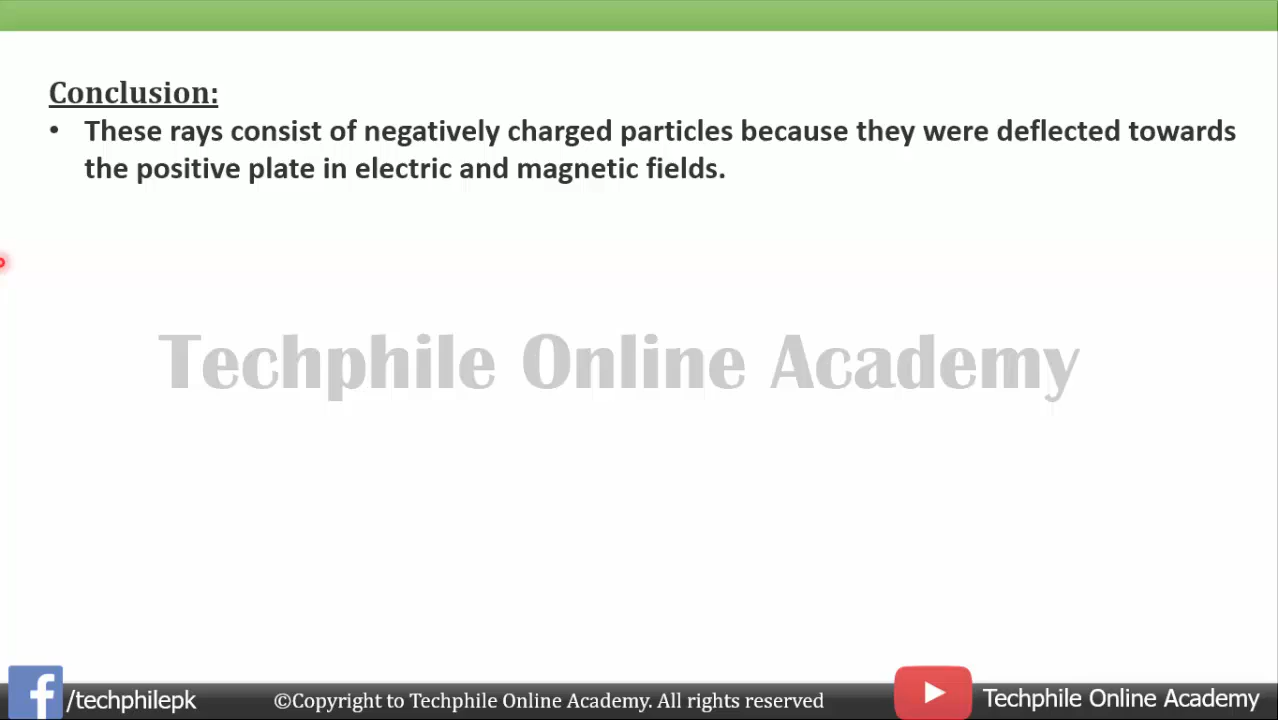 Conclusion:
• These rays consist of negatively charged particles because they were deflected towards
the positive plate in electric and magnetic fields.
Techphile Online Academy
f /techphilepk
©Copyright to Techphile Online Academy. All rights reserved
Techphile Online Academy